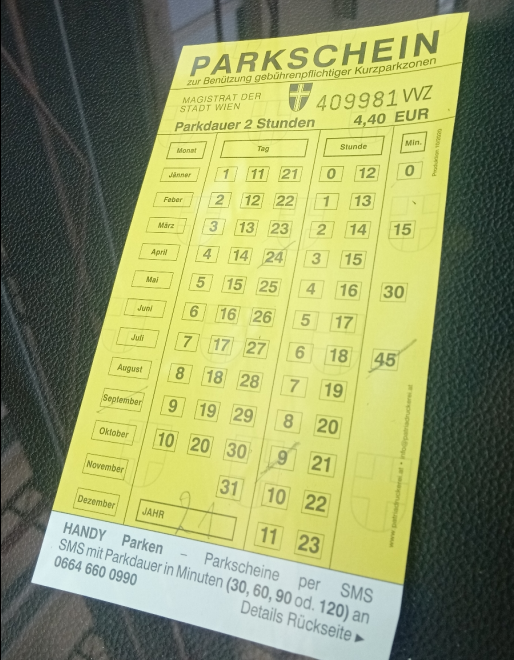 PARKSCHEIN
zur Benützung gebührenpflichtiger Kurzparkzonen
MAGISTRAT DER
STADT WIEN
409981 VVZ
Parkdauer 2 Stunden 4,40 EUR
Monat Tag Stunde Min.
Jänner 1 11 21 0 12 0
Feber 2 12 22 1 13
März 3 13 23 2 14 15
April 4 14 24 3 15
Mai 5 15 25 4 16 30
Juni 6 16 26 5 17
Juli 7 17 27 6 18 45
August 8 18 28 7 19
September 9 19 29 8 20
Oktober 10 20 30 9 21
November 31 10 22
Dezember JAHR 21 11 23
HANDY Parken – Parkscheine per SMS
SMS mit Parkdauer in Minuten (30, 60, 90 od. 120) an
0664 660 0990
Details Rückseite ▶